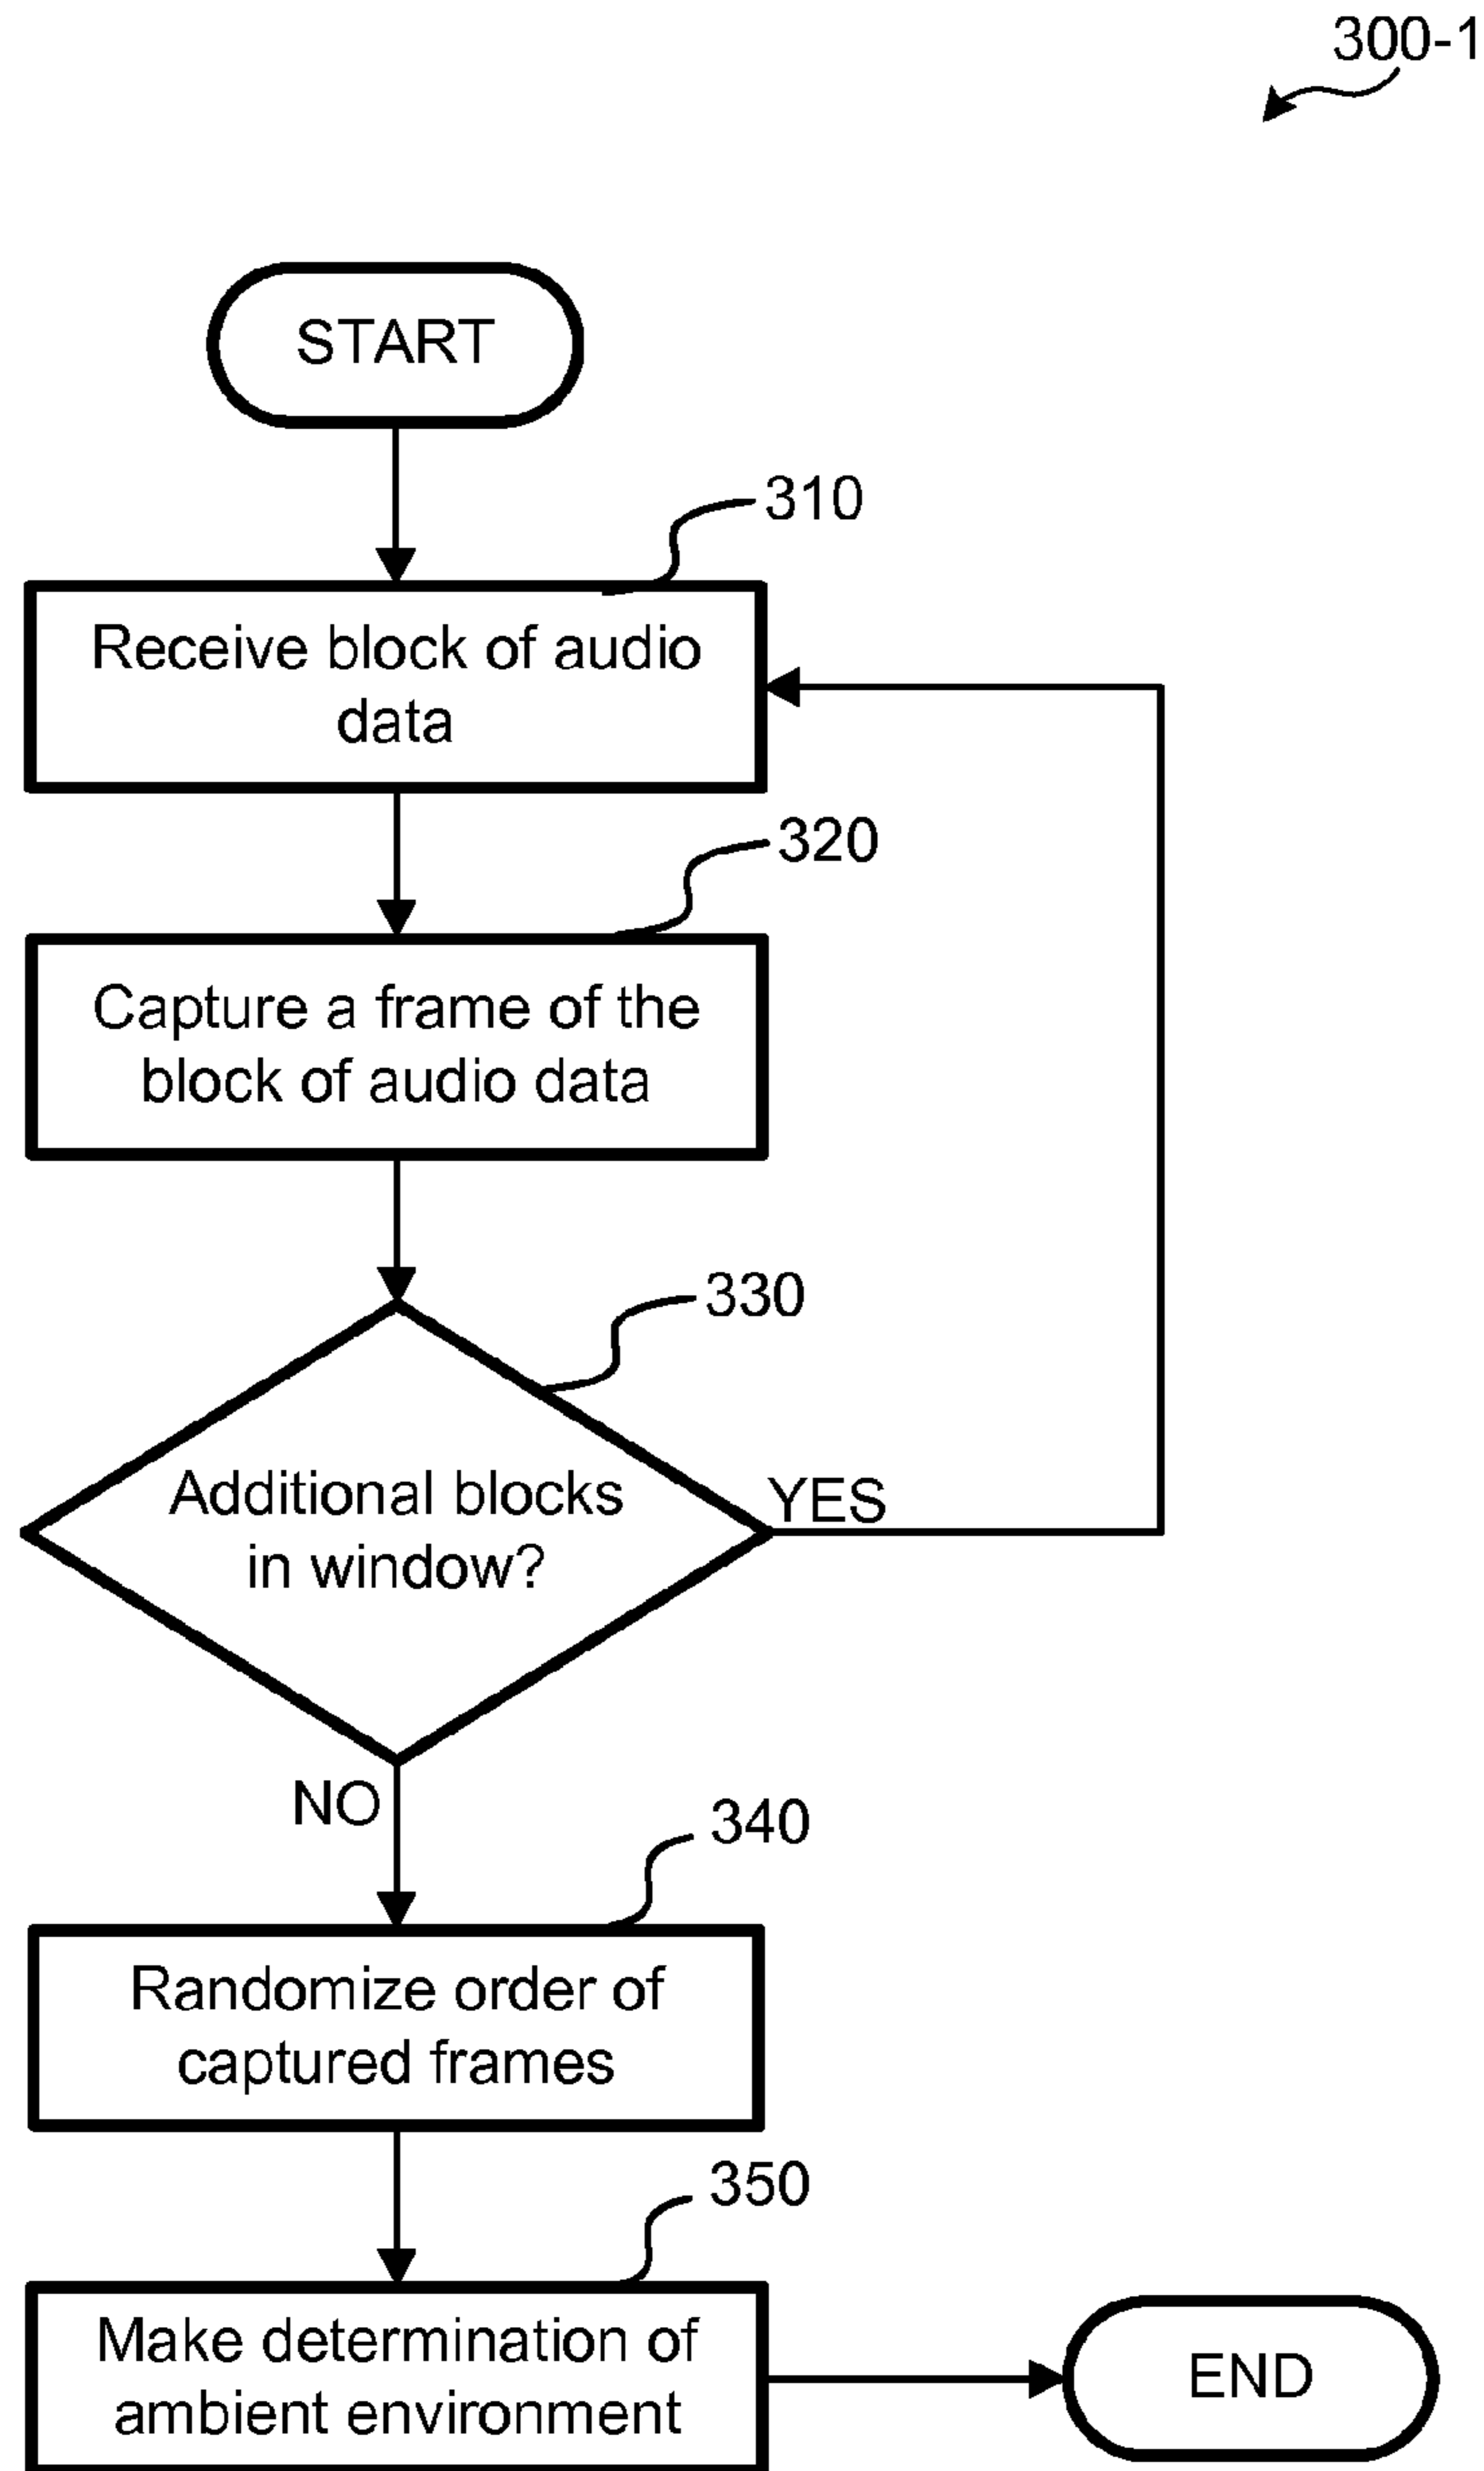 300-1
START
310
Receive block of audio
data
320
Capture a frame of the
block of audio data
330
Additional blocks
in window?
YES
NO
340
Randomize order of
captured frames
350
Make determination of
ambient environment
END